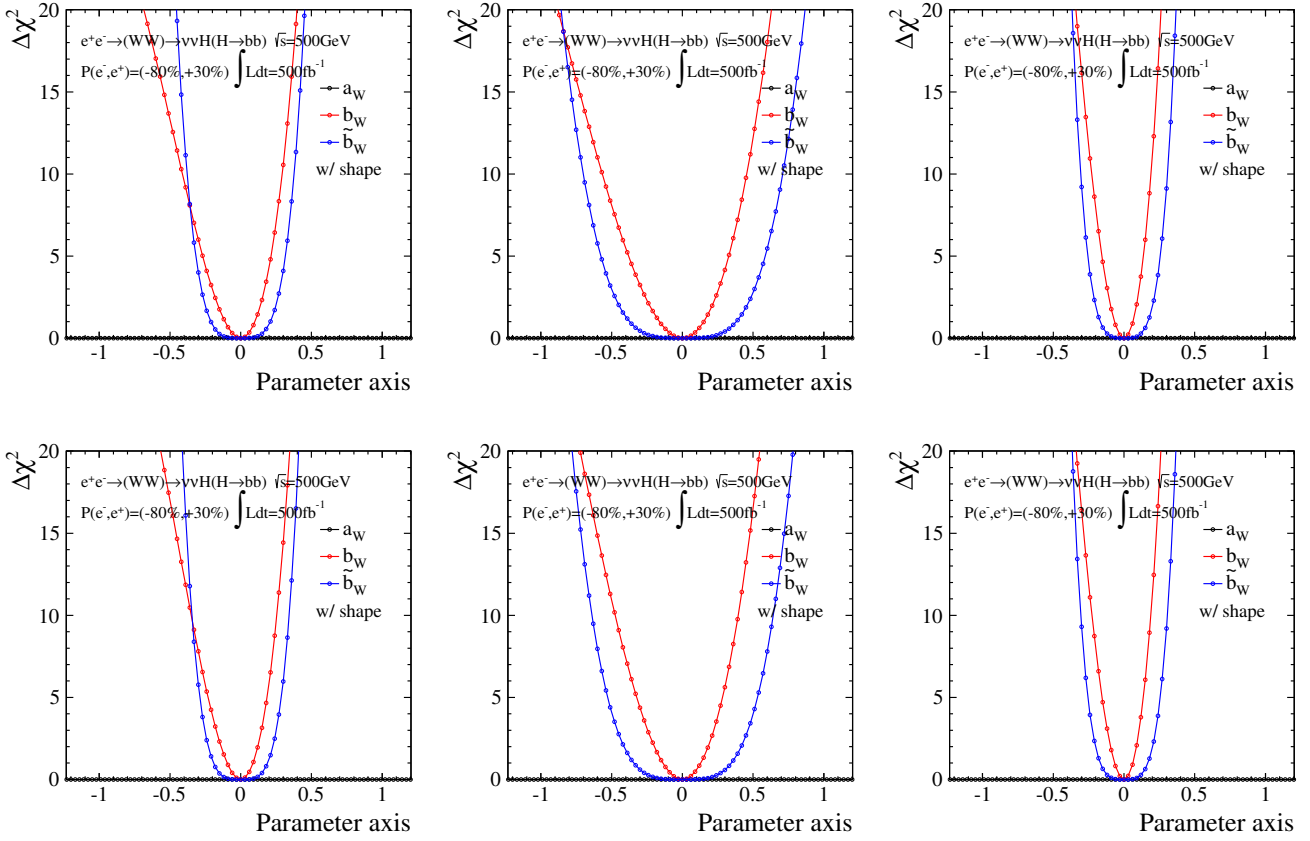 Δχ²
20
15
10
5
0
e⁺e⁻→(WW)→ννH(H→bb) √s=500GeV
P(e⁻,e⁺)=(-80%,+30%) ∫Ldt=500fb⁻¹
a_W
b_W
b̃_W
w/ shape
-1 -0.5 0 0.5 1
Parameter axis
Δχ²
20
15
10
5
0
e⁺e⁻→(WW)→ννH(H→bb) √s=500GeV
P(e⁻,e⁺)=(-80%,+30%) ∫Ldt=500fb⁻¹
a_W
b_W
b̃_W
w/ shape
-1 -0.5 0 0.5 1
Parameter axis
Δχ²
20
15
10
5
0
e⁺e⁻→(WW)→ννH(H→bb) √s=500GeV
P(e⁻,e⁺)=(-80%,+30%) ∫Ldt=500fb⁻¹
a_W
b_W
b̃_W
w/ shape
-1 -0.5 0 0.5 1
Parameter axis
Δχ²
20
15
10
5
0
e⁺e⁻→(WW)→ννH(H→bb) √s=500GeV
P(e⁻,e⁺)=(-80%,+30%) ∫Ldt=500fb⁻¹
a_W
b_W
b̃_W
w/ shape
-1 -0.5 0 0.5 1
Parameter axis
Δχ²
20
15
10
5
0
e⁺e⁻→(WW)→ννH(H→bb) √s=500GeV
P(e⁻,e⁺)=(-80%,+30%) ∫Ldt=500fb⁻¹
a_W
b_W
b̃_W
w/ shape
-1 -0.5 0 0.5 1
Parameter axis
Δχ²
20
15
10
5
0
e⁺e⁻→(WW)→ννH(H→bb) √s=500GeV
P(e⁻,e⁺)=(-80%,+30%) ∫Ldt=500fb⁻¹
a_W
b_W
b̃_W
w/ shape
-1 -0.5 0 0.5 1
Parameter axis